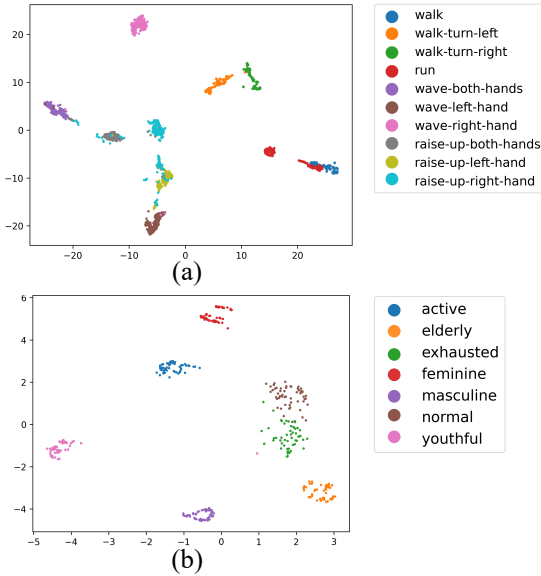 20
10
0
−10
−20
−20
−10
0
10
20
walk
walk-turn-left
walk-turn-right
run
wave-both-hands
wave-left-hand
wave-right-hand
raise-up-both-hands
raise-up-left-hand
raise-up-right-hand
(a)
6
4
2
0
−2
−4
−5
−4
−3
−2
−1
0
1
2
3
active
elderly
exhausted
feminine
masculine
normal
youthful
(b)